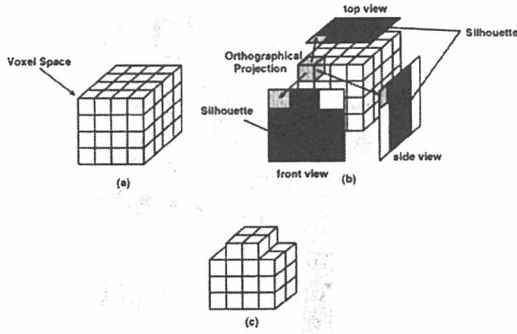 top view
Silhouette
Voxel Space
Orthographical
Projection
Silhouette
side view
front view
(a)
(b)
(c)